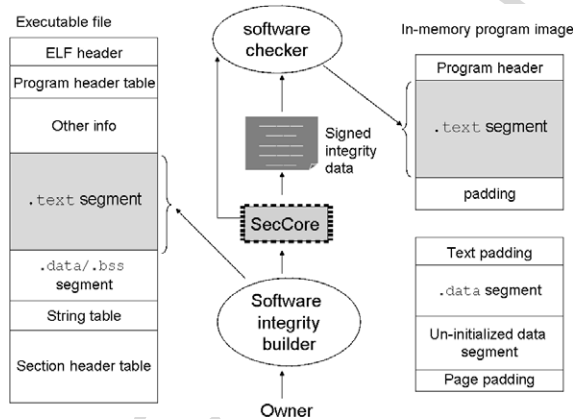 Executable file
ELF header
Program header table
Other info
.text segment
.data/.bss
segment
String table
Section header table
software
checker
Signed
integrity
data
SecCore
Software
integrity
builder
Owner
In-memory program image
Program header
.text segment
padding
Text padding
.data segment
Un-initialized data
segment
Page padding